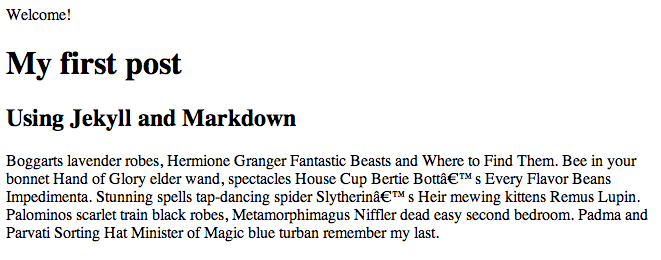 Welcome!
My first post
Using Jekyll and Markdown
Boggarts lavender robes, Hermione Granger Fantastic Beasts and Where to Find Them. Bee in your
bonnet Hand of Glory elder wand, spectacles House Cup Bertie Bottâ€™s Every Flavor Beans
Impedimenta. Stunning spells tap-dancing spider Slytherinâ€™s Heir mewing kittens Remus Lupin.
Palominos scarlet train black robes, Metamorphimagus Niffler dead easy second bedroom. Padma and
Parvati Sorting Hat Minister of Magic blue turban remember my last.